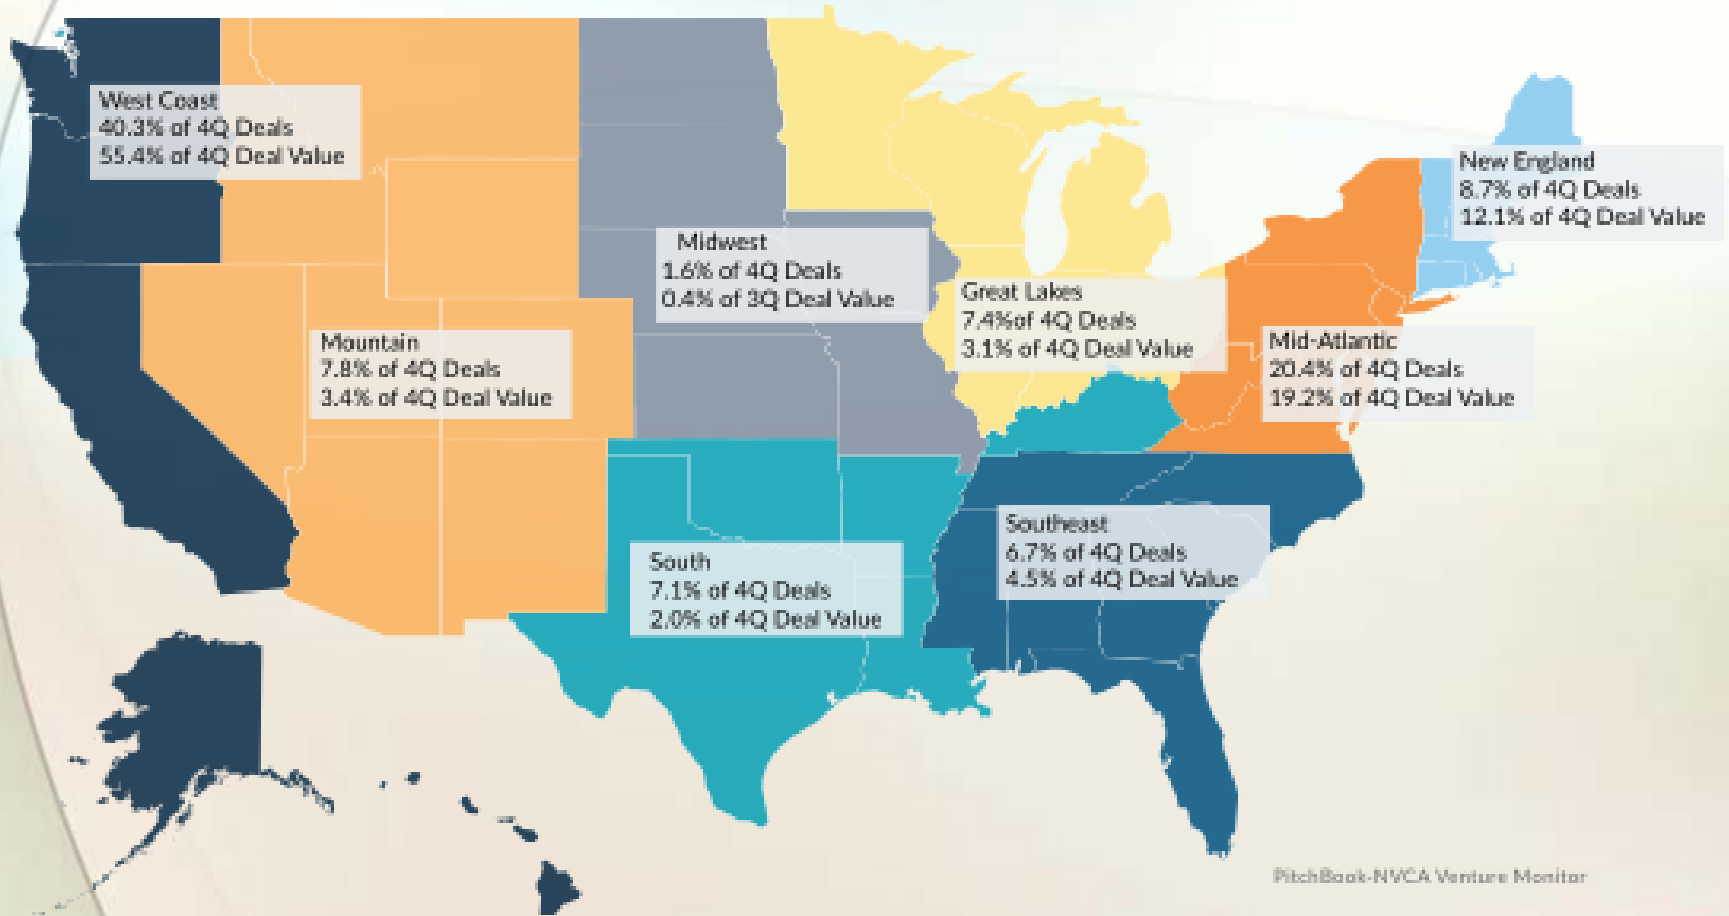 West Coast
40.3% of 4Q Deals
55.4% of 4Q Deal Value
New England
8.7% of 4Q Deals
12.1% of 4Q Deal Value
Midwest
1.6% of 4Q Deals
0.4% of 3Q Deal Value
Great Lakes
7.4%of 4Q Deals
3.1% of 4Q Deal Value
Mountain
7.8% of 4Q Deals
3.4% of 4Q Deal Value
Mid-Atlantic
20.4% of 4Q Deals
19.2% of 4Q Deal Value
Southeast
6.7% of 4Q Deals
4.5% of 4Q Deal Value
South
7.1% of 4Q Deals
2.0% of 4Q Deal Value
PitchBook-NVCA Venture Monitor